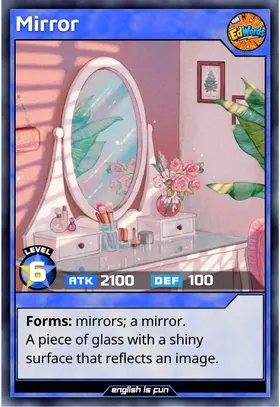 Mirror
EdWords
LEVEL
6
ATK 2100 DEF 100
Forms: mirrors; a mirror.
A piece of glass with a shiny
surface that reflects an image.
english is fun